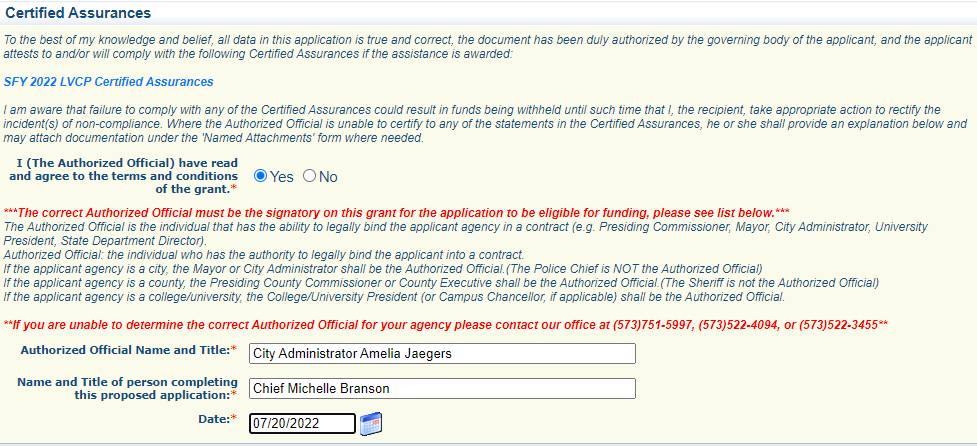 Certified Assurances
To the best of my knowledge and belief, all data in this application is true and correct, the document has been duly authorized by the governing body of the applicant, and the applicant
attests to and/or will comply with the following Certified Assurances if the assistance is awarded:
SFY 2022 LVCP Certified Assurances
I am aware that failure to comply with any of the Certified Assurances could result in funds being withheld until such time that I, the recipient, take appropriate action to rectify the
incident(s) of non-compliance. Where the Authorized Official is unable to certify to any of the statements in the Certified Assurances, he or she shall provide an explanation below and
may attach documentation under the 'Named Attachments' form where needed.
I (The Authorized Official) have read
and agree to the terms and conditions
of the grant.* Yes No
***The correct Authorized Official must be the signatory on this grant for the application to be eligible for funding, please see list below.***
The Authorized Official is the individual that has the ability to legally bind the applicant agency in a contract (e.g. Presiding Commissioner, Mayor, City Administrator, University
President, State Department Director).
Authorized Official: the individual who has the authority to legally bind the applicant into a contract.
If the applicant agency is a city, the Mayor or City Administrator shall be the Authorized Official.(The Police Chief is NOT the Authorized Official)
If the applicant agency is a county, the Presiding County Commissioner or County Executive shall be the Authorized Official.(The Sheriff is not the Authorized Official)
If the applicant agency is a college/university, the College/University President (or Campus Chancellor, if applicable) shall be the Authorized Official.
**If you are unable to determine the correct Authorized Official for your agency please contact our office at (573)751-5997, (573)522-4094, or (573)522-3455**
Authorized Official Name and Title:* City Administrator Amelia Jaegers
Name and Title of person completing
this proposed application:* Chief Michelle Branson
Date:* 07/20/2022